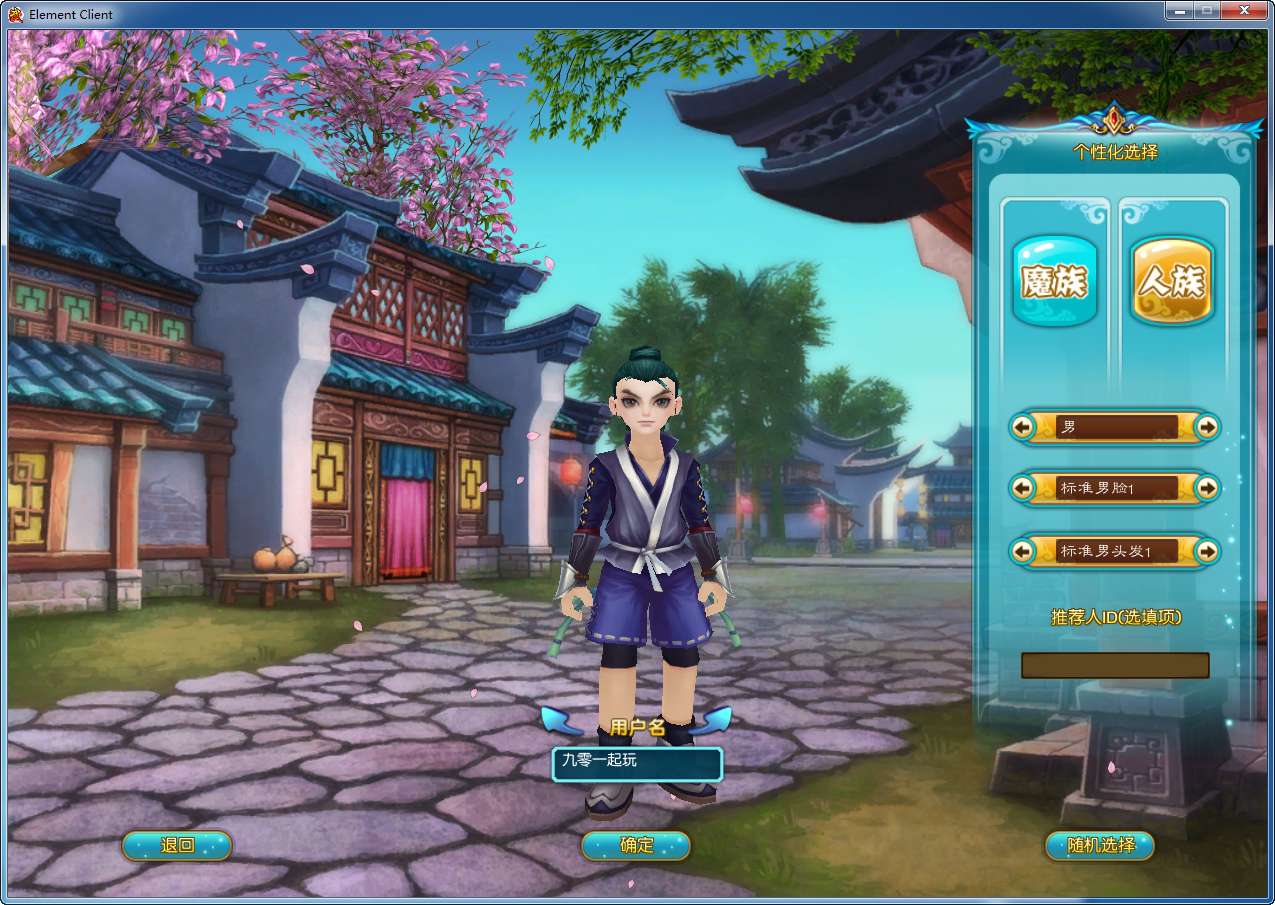 Element Client
个性化选择
魔族
人族
男
标准男脸1
标准男头发1
推荐人ID(选填项)
用户名
九零一起玩
退回
确定
随机选择